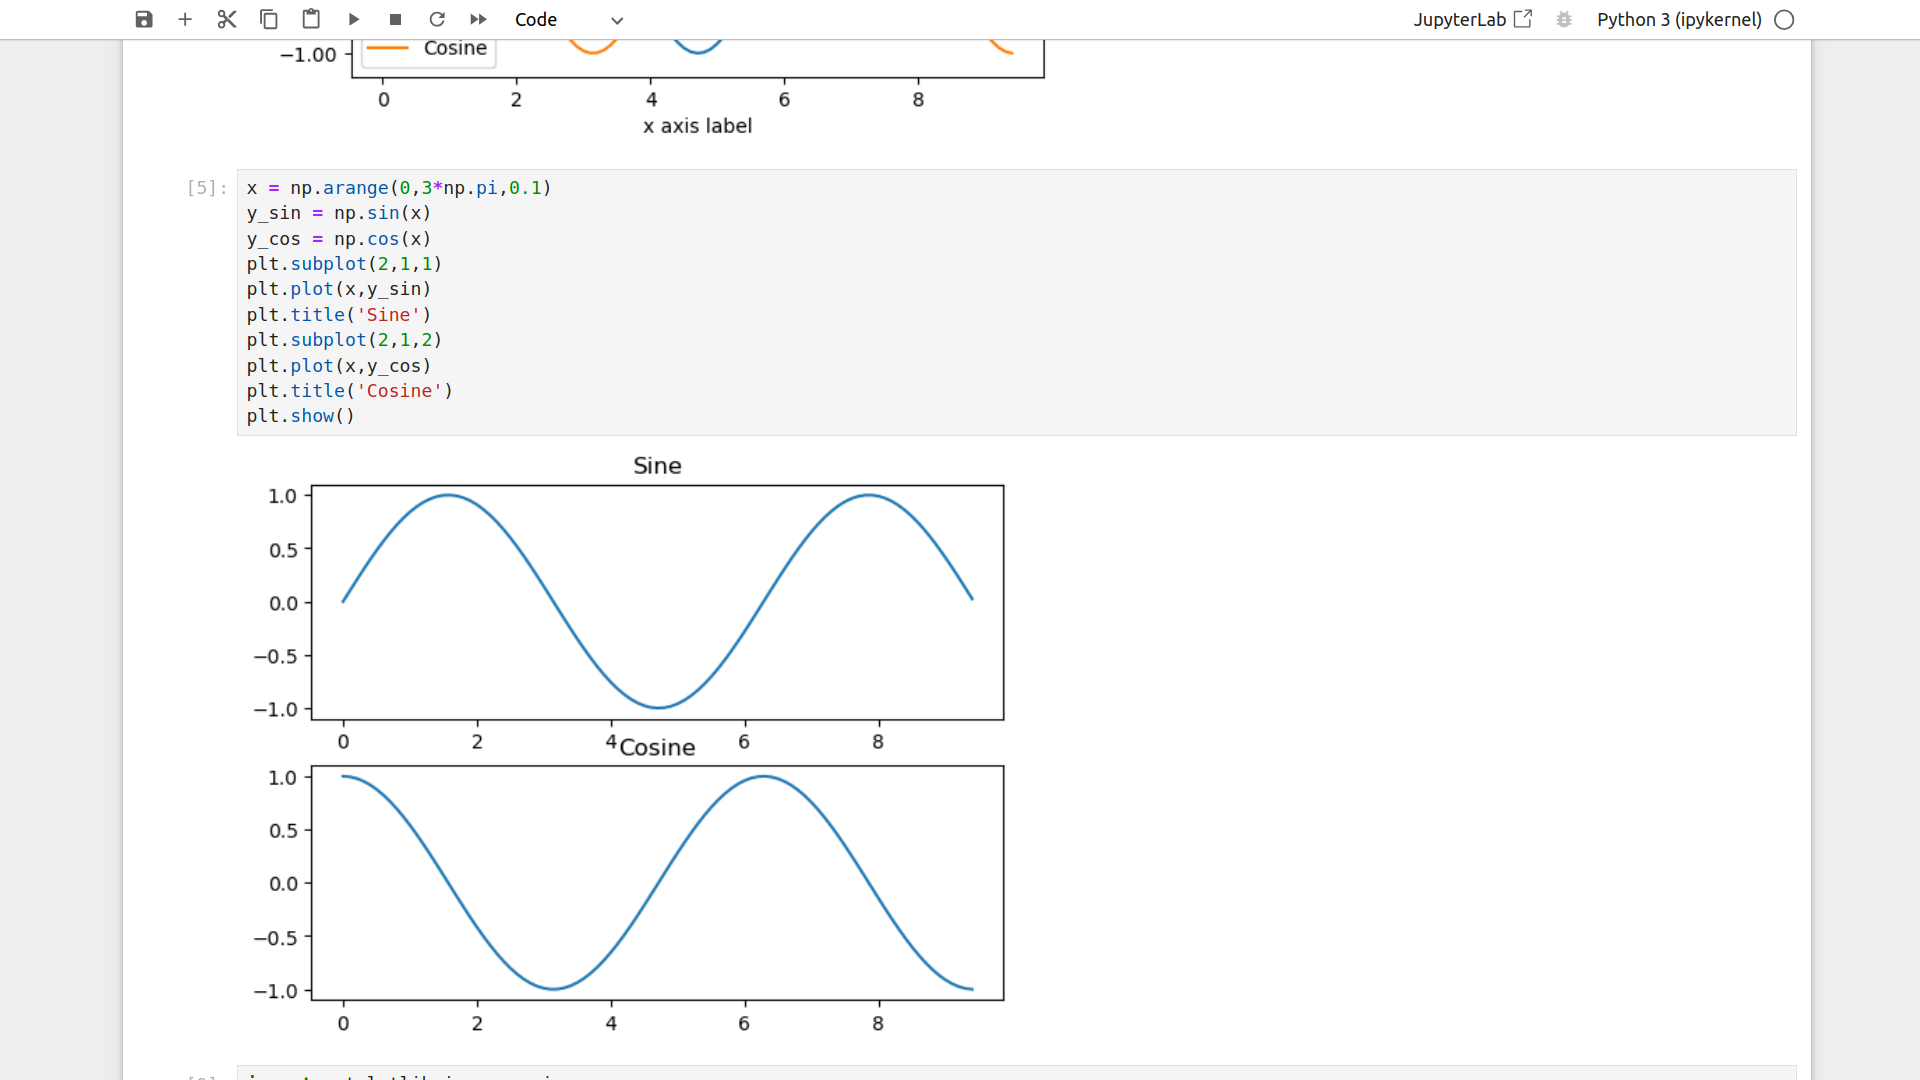 Code
JupyterLab
Python 3 (ipykernel)
−1.00
Cosine
0 2 4 6 8
x axis label
[5]:
x = np.arange(0,3*np.pi,0.1)
y_sin = np.sin(x)
y_cos = np.cos(x)
plt.subplot(2,1,1)
plt.plot(x,y_sin)
plt.title('Sine')
plt.subplot(2,1,2)
plt.plot(x,y_cos)
plt.title('Cosine')
plt.show()
Sine
1.0
0.5
0.0
−0.5
−1.0
0 2 4 6 8
Cosine
1.0
0.5
0.0
−0.5
−1.0
0 2 4 6 8